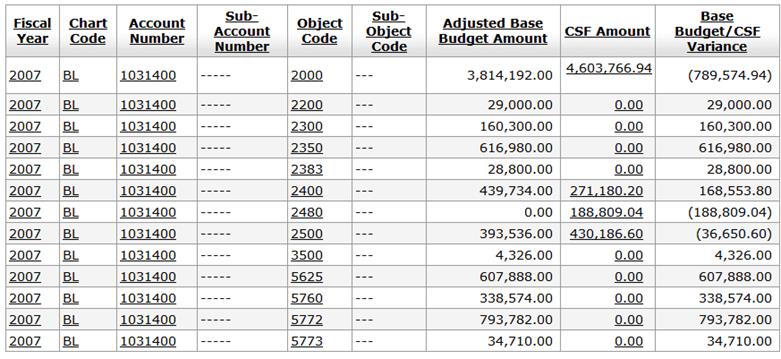 Fiscal Year Chart Code Account Number Sub-Account Number Object Code Sub-Object Code Adjusted Base Budget Amount CSF Amount Base Budget/CSF Variance
2007 BL 1031400 ----- 2000 --- 3,814,192.00 4,603,766.94 (789,574.94)
2007 BL 1031400 ----- 2200 --- 29,000.00 0.00 29,000.00
2007 BL 1031400 ----- 2300 --- 160,300.00 0.00 160,300.00
2007 BL 1031400 ----- 2350 --- 616,980.00 0.00 616,980.00
2007 BL 1031400 ----- 2383 --- 28,800.00 0.00 28,800.00
2007 BL 1031400 ----- 2400 --- 439,734.00 271,180.20 168,553.80
2007 BL 1031400 ----- 2480 --- 0.00 188,809.04 (188,809.04)
2007 BL 1031400 ----- 2500 --- 393,536.00 430,186.60 (36,650.60)
2007 BL 1031400 ----- 3500 --- 4,326.00 0.00 4,326.00
2007 BL 1031400 ----- 5625 --- 607,888.00 0.00 607,888.00
2007 BL 1031400 ----- 5760 --- 338,574.00 0.00 338,574.00
2007 BL 1031400 ----- 5772 --- 793,782.00 0.00 793,782.00
2007 BL 1031400 ----- 5773 --- 34,710.00 0.00 34,710.00